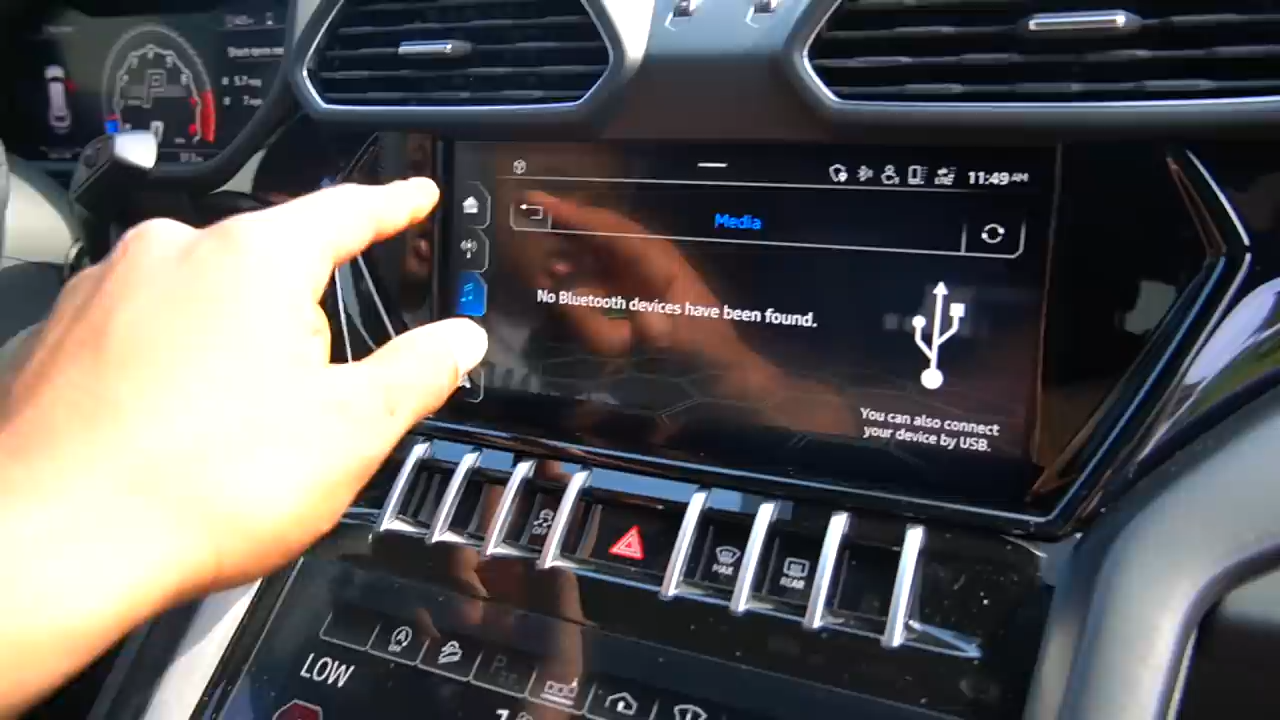 P
11:49 AM
Media
No Bluetooth devices have been found.
You can also connect
your device by USB.
OFF
MAX
REAR
LOW